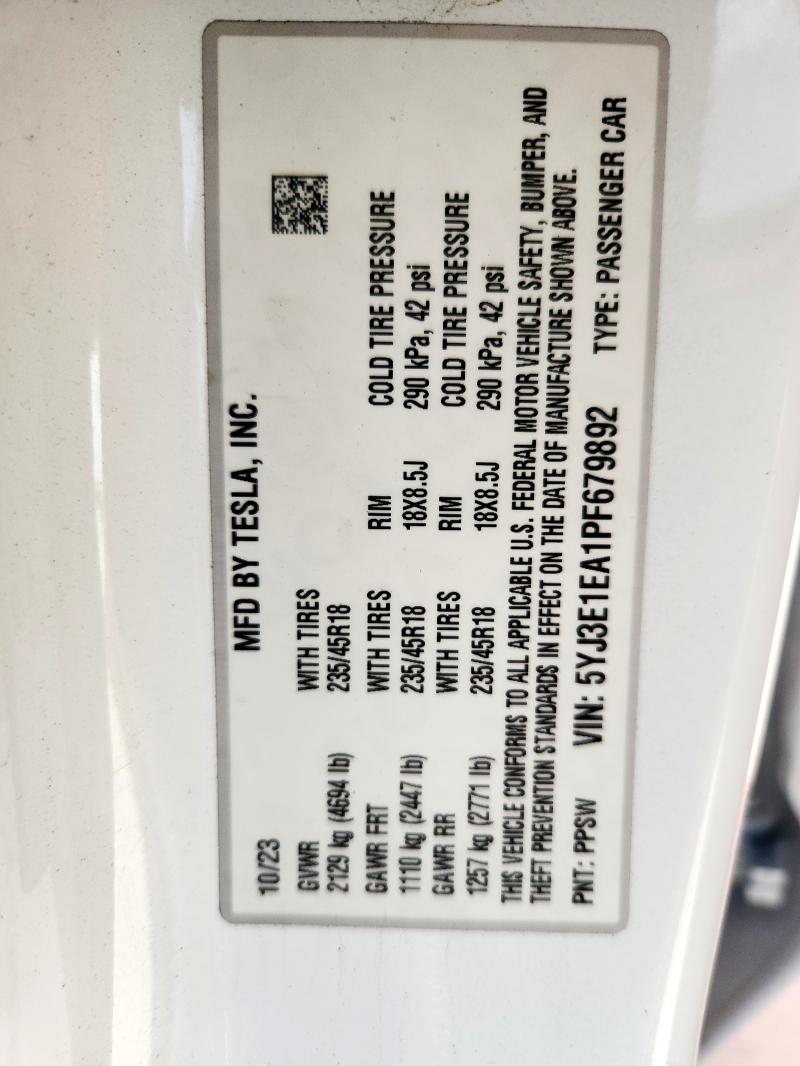 MFD BY TESLA, INC.
10/23
GVWR WITH TIRES
2129 kg (4694 lb) 235/45R18
GAWR FRT WITH TIRES RIM COLD TIRE PRESSURE
1110 kg (2447 lb) 235/45R18 18X8.5J 290 kPa, 42 psi
GAWR RR WITH TIRES RIM COLD TIRE PRESSURE
1257 kg (2771 lb) 235/45R18 18X8.5J 290 kPa, 42 psi
THIS VEHICLE CONFORMS TO ALL APPLICABLE U.S. FEDERAL MOTOR VEHICLE SAFETY, BUMPER, AND
THEFT PREVENTION STANDARDS IN EFFECT ON THE DATE OF MANUFACTURE SHOWN ABOVE.
PNT: PPSW VIN: 5YJ3E1EA1PF679892 TYPE: PASSENGER CAR